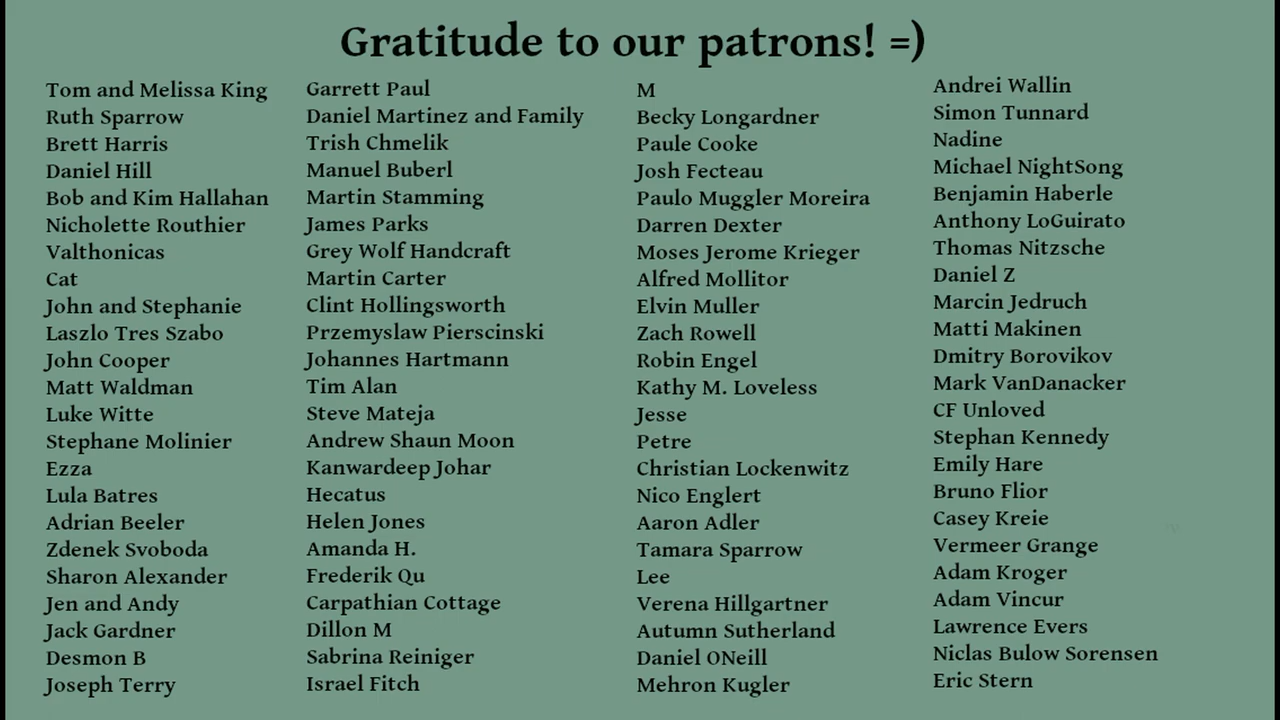 Gratitude to our patrons! =)
Tom and Melissa King
Ruth Sparrow
Brett Harris
Daniel Hill
Bob and Kim Hallahan
Nicholette Routhier
Valthonicas
Cat
John and Stephanie
Laszlo Tres Szabo
John Cooper
Matt Waldman
Luke Witte
Stephane Molinier
Ezza
Lula Batres
Adrian Beeler
Zdenek Svoboda
Sharon Alexander
Jen and Andy
Jack Gardner
Desmon B
Joseph Terry
Garrett Paul
Daniel Martinez and Family
Trish Chmelik
Manuel Buberl
Martin Stamming
James Parks
Grey Wolf Handcraft
Martin Carter
Clint Hollingsworth
Przemyslaw Pierscinski
Johannes Hartmann
Tim Alan
Steve Mateja
Andrew Shaun Moon
Kanwardeep Johar
Hecatus
Helen Jones
Amanda H.
Frederik Qu
Carpathian Cottage
Dillon M
Sabrina Reiniger
Israel Fitch
M
Becky Longardner
Paule Cooke
Josh Fecteau
Paulo Muggler Moreira
Darren Dexter
Moses Jerome Krieger
Alfred Mollitor
Elvin Muller
Zach Rowell
Robin Engel
Kathy M. Loveless
Jesse
Petre
Christian Lockenwitz
Nico Englert
Aaron Adler
Tamara Sparrow
Lee
Verena Hillgartner
Autumn Sutherland
Daniel ONeill
Mehron Kugler
Andrei Wallin
Simon Tunnard
Nadine
Michael NightSong
Benjamin Haberle
Anthony LoGuirato
Thomas Nitzsche
Daniel Z
Marcin Jedruch
Matti Makinen
Dmitry Borovikov
Mark VanDanacker
CF Unloved
Stephan Kennedy
Emily Hare
Bruno Flior
Casey Kreie
Vermeer Grange
Adam Kroger
Adam Vincur
Lawrence Evers
Niclas Bulow Sorensen
Eric Stern